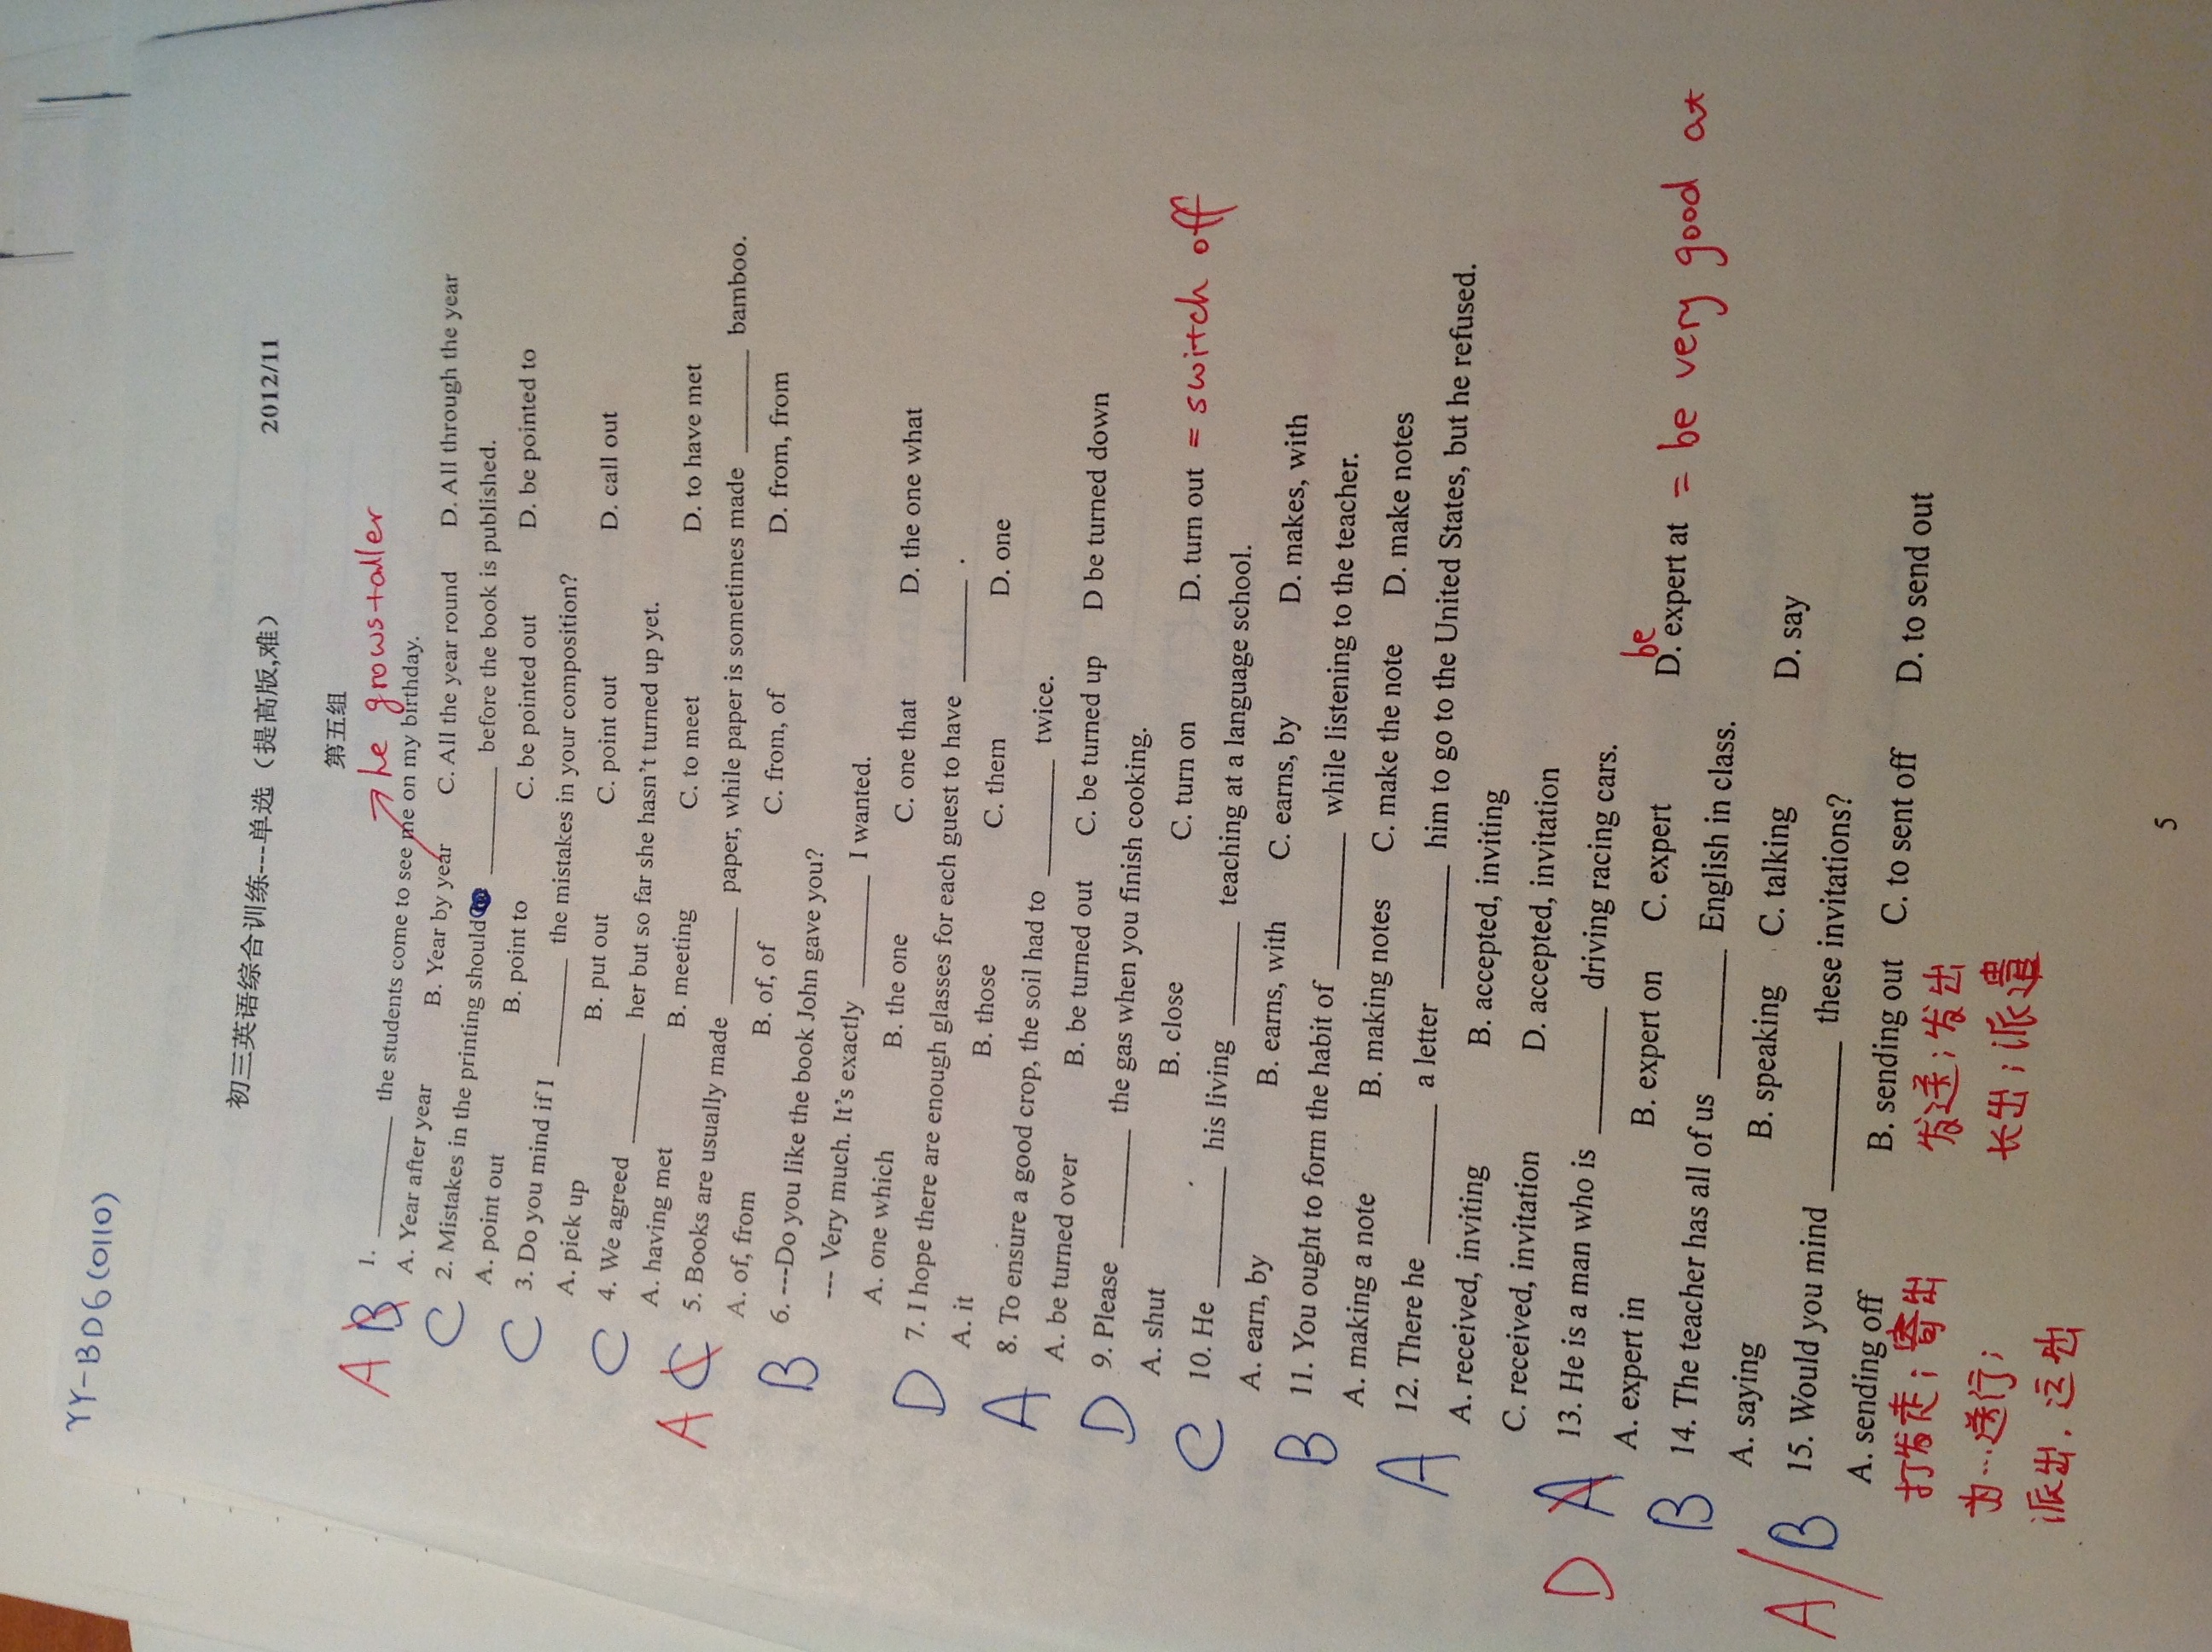 YY-BD6(0110)
初三英语综合训练---单选（提高版,难） 2012/11
第五组
A B 1. ________ the students come to see me on my birthday.
he grows taller
A. Year after year B. Year by year C. All the year round D. All through the year
C 2. Mistakes in the printing should ________ before the book is published.
A. point out B. point to C. be pointed out D. be pointed to
C 3. Do you mind if I ________ the mistakes in your composition?
A. pick up B. put out C. point out D. call out
C 4. We agreed ________ her but so far she hasn't turned up yet.
A. having met B. meeting C. to meet D. to have met
A C 5. Books are usually made ________ paper, while paper is sometimes made ________ bamboo.
A. of, from B. of, of C. from, of D. from, from
B 6. ---Do you like the book John gave you?
--- Very much. It's exactly ________ I wanted.
A. one which B. the one C. one that D. the one what
D 7. I hope there are enough glasses for each guest to have ________ .
A. it B. those C. them D. one
A 8. To ensure a good crop, the soil had to ________ twice.
A. be turned over B. be turned out C. be turned up D be turned down
D 9. Please ________ the gas when you finish cooking.
A. shut B. close C. turn on D. turn out = switch off
C 10. He ________ his living ________ teaching at a language school.
A. earn, by B. earns, with C. earns, by D. makes, with
B 11. You ought to form the habit of ________ while listening to the teacher.
A. making a note B. making notes C. make the note D. make notes
A 12. There he ________ a letter ________ him to go to the United States, but he refused.
A. received, inviting B. accepted, inviting
C. received, invitation D. accepted, invitation
D A 13. He is a man who is ________ driving racing cars.
be
A. expert in B. expert on C. expert D. expert at = be very good at
B 14. The teacher has all of us ________ English in class.
A. saying B. speaking C. talking D. say
A/B 15. Would you mind ________ these invitations?
A. sending off B. sending out C. to sent off D. to send out
打发走；寄出 发送；发出
为…送行； 长出；派遣
派出．运出
5